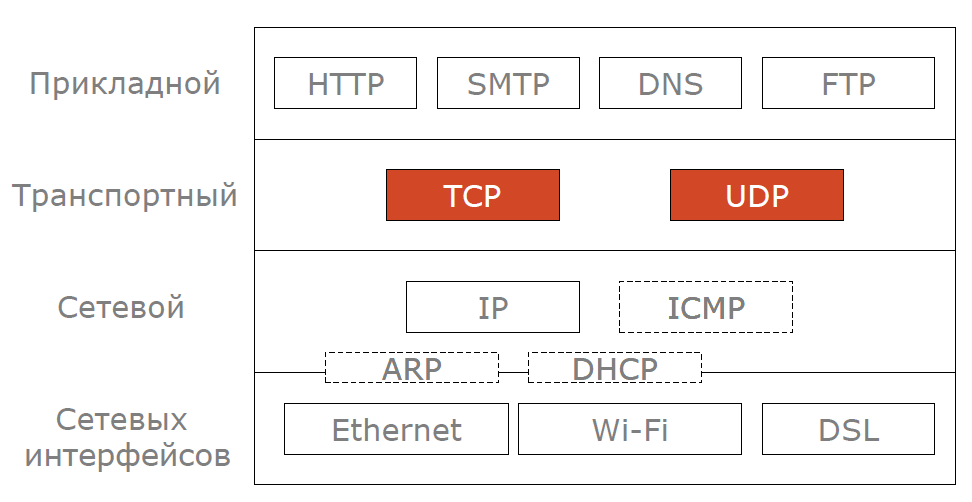 Прикладной
HTTP
SMTP
DNS
FTP
Транспортный
TCP
UDP
Сетевой
IP
ICMP
ARP
DHCP
Сетевых
интерфейсов
Ethernet
Wi-Fi
DSL